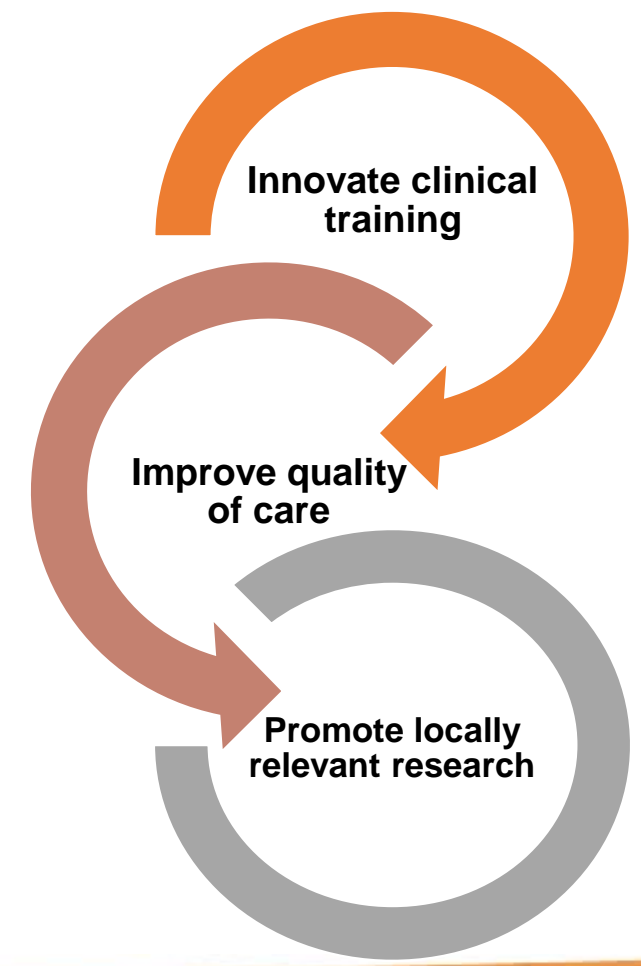 Innovate clinical
training
Improve quality
of care
Promote locally
relevant research